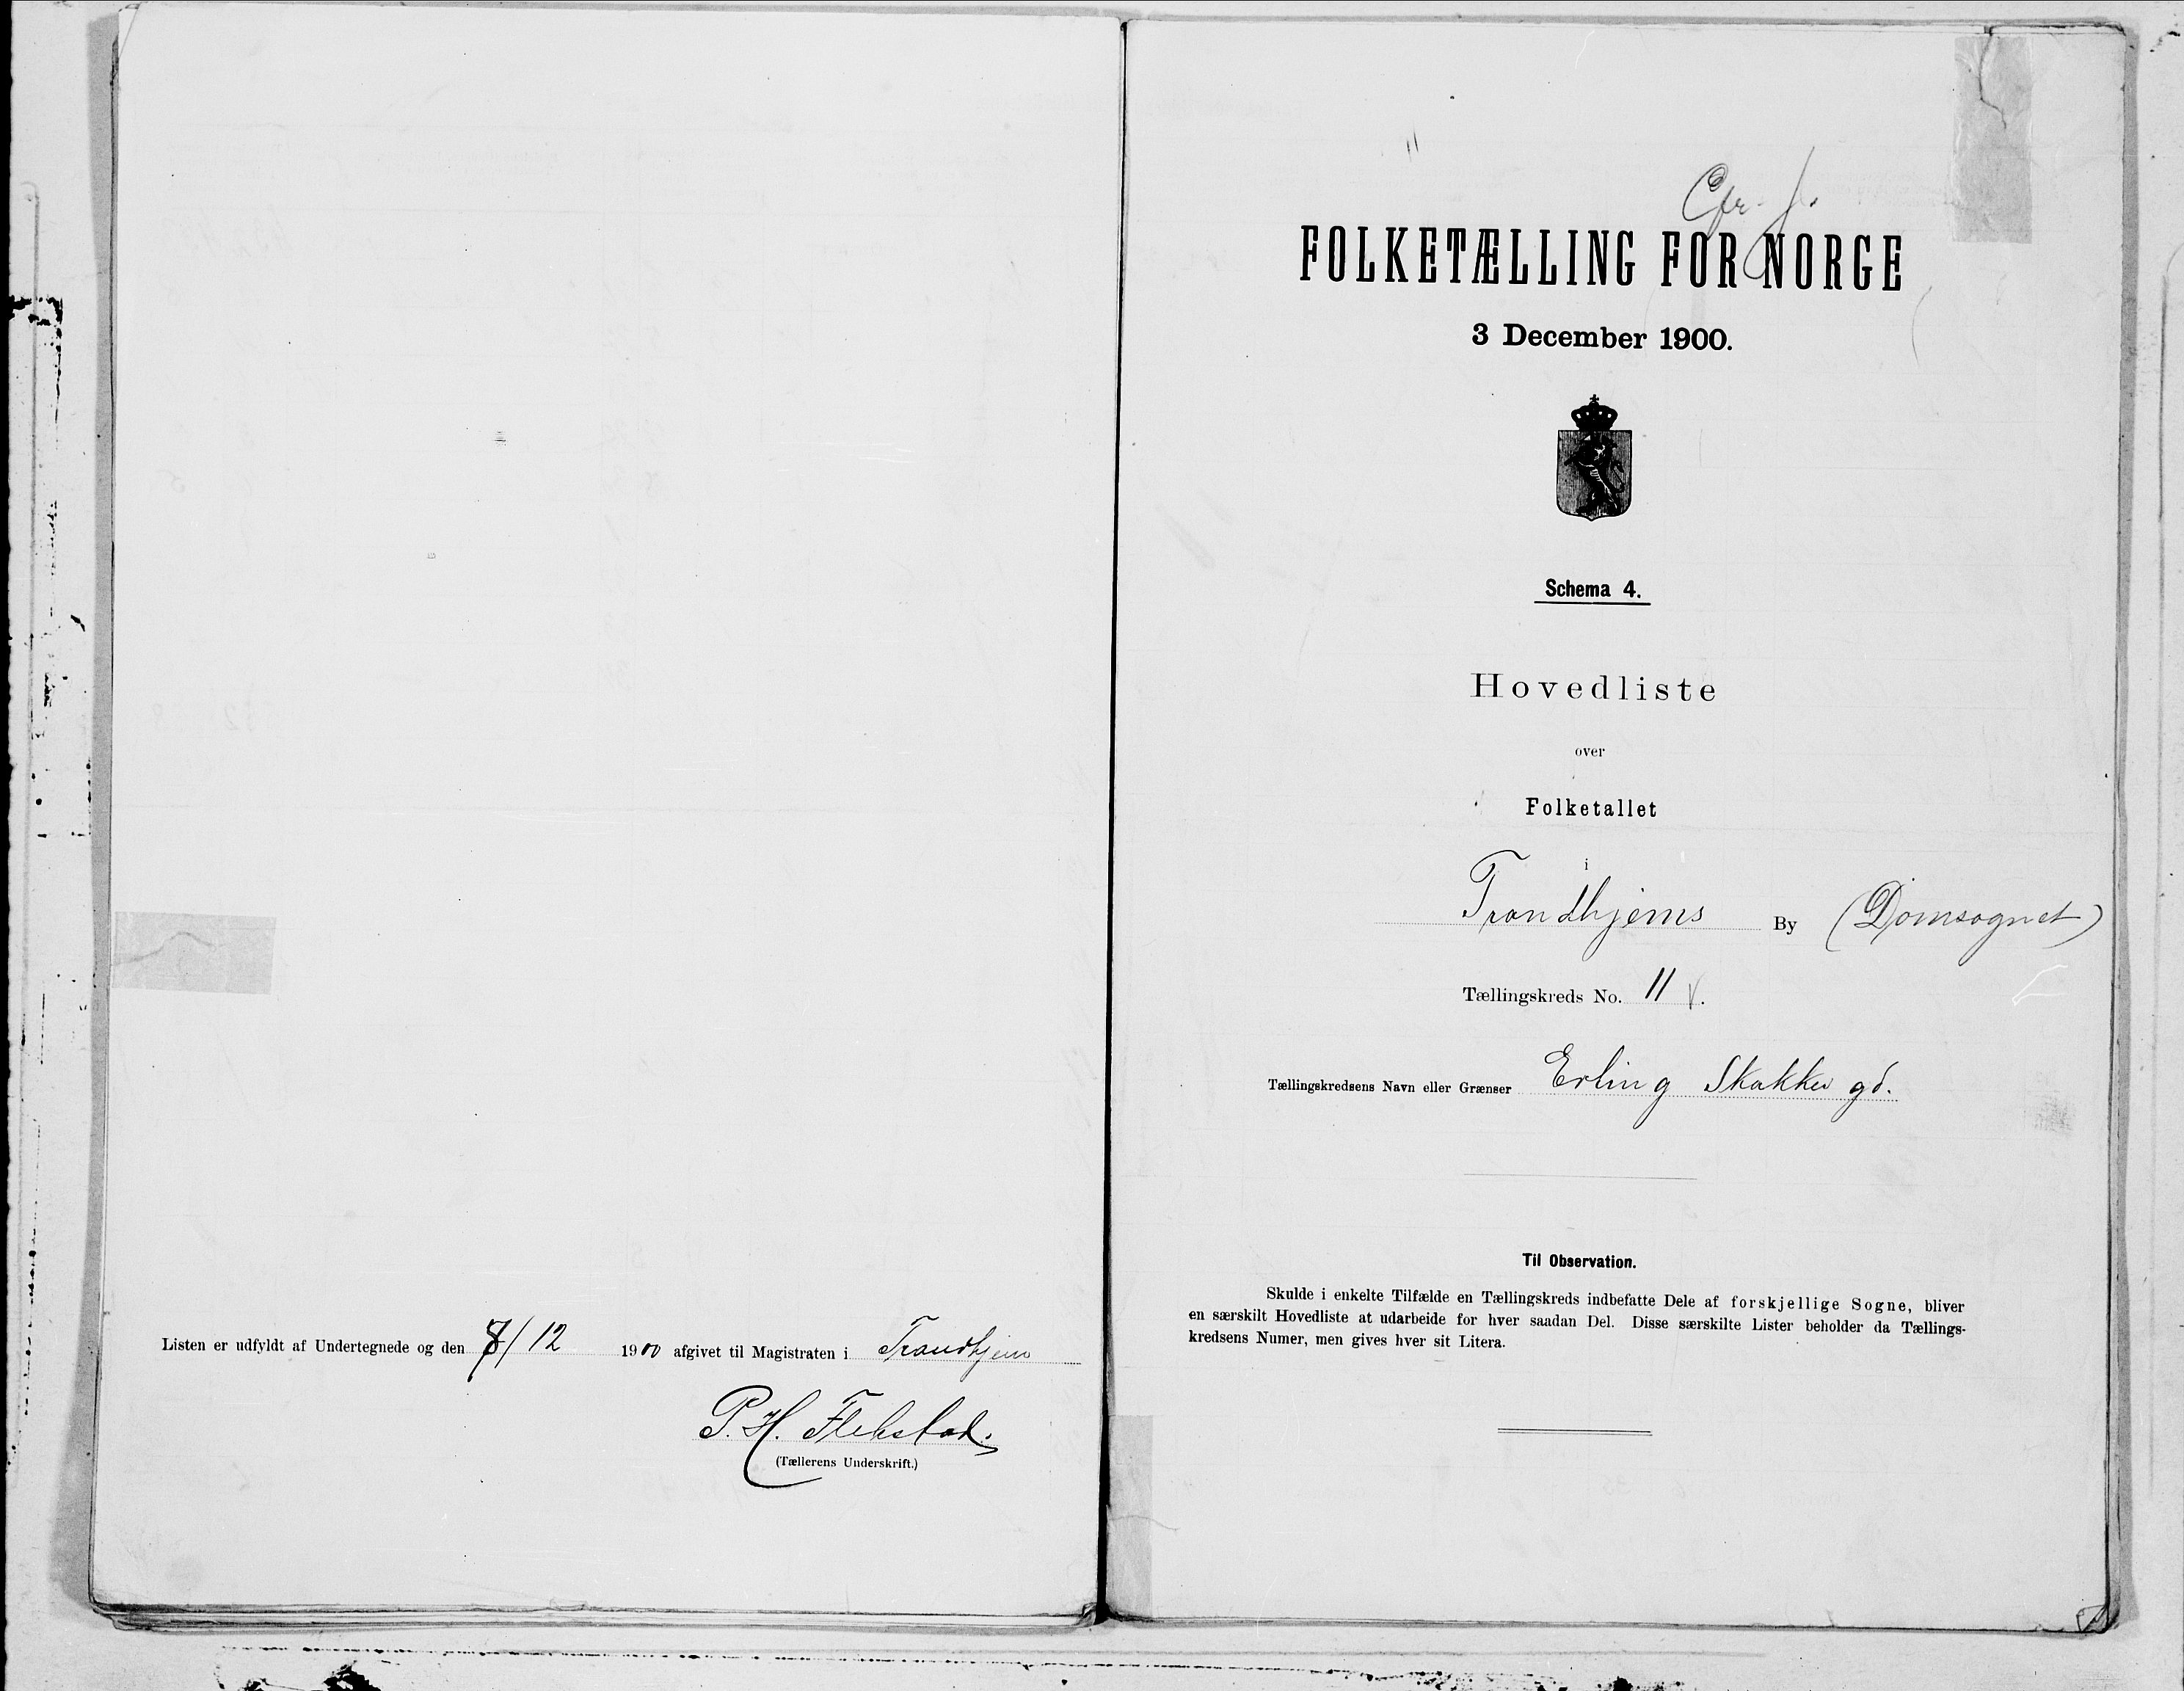 Listen er udfyldt af Undertegnede og den 8/12 1900 afgivet til Magistraten i Trondhjem
P. H. Flekstad.
(Tællerens Underskrift.)
Cfr. J.
FOLKETÆLLING FOR NORGE
3 December 1900.
Schema 4.
Hovedliste
over
Folketallet
i
Trondhjems By (Domsognet)
Tællingskreds No. 11.
Tællingskredsens Navn eller Grænser Erling Skakkes gd.
Til Observation.
Skulde i enkelte Tilfælde en Tællingskreds indbefatte Dele af forskjellige Sogne, bliver
en særskilt Hovedliste at udarbeide for hver saadan Del. Disse særskilte Lister beholder da Tællings-
kredsens Numer, men gives hver sit Litera.